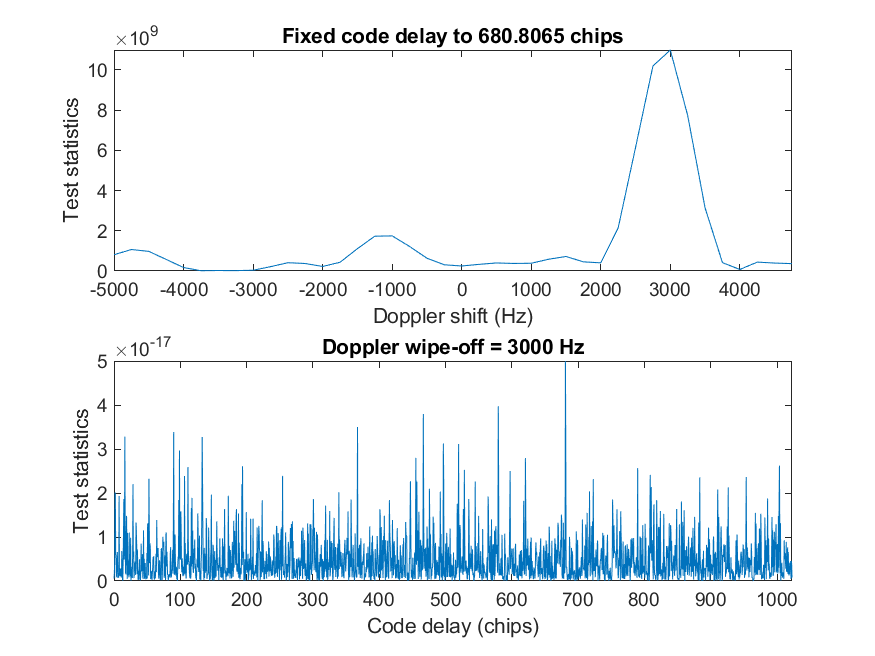 ×10⁹
Fixed code delay to 680.8065 chips
10
8
6
4
2
0
Test statistics
-5000 -4000 -3000 -2000 -1000 0 1000 2000 3000 4000
Doppler shift (Hz)
×10⁻¹⁷
Doppler wipe-off = 3000 Hz
5
4
3
2
1
0
Test statistics
0 100 200 300 400 500 600 700 800 900 1000
Code delay (chips)